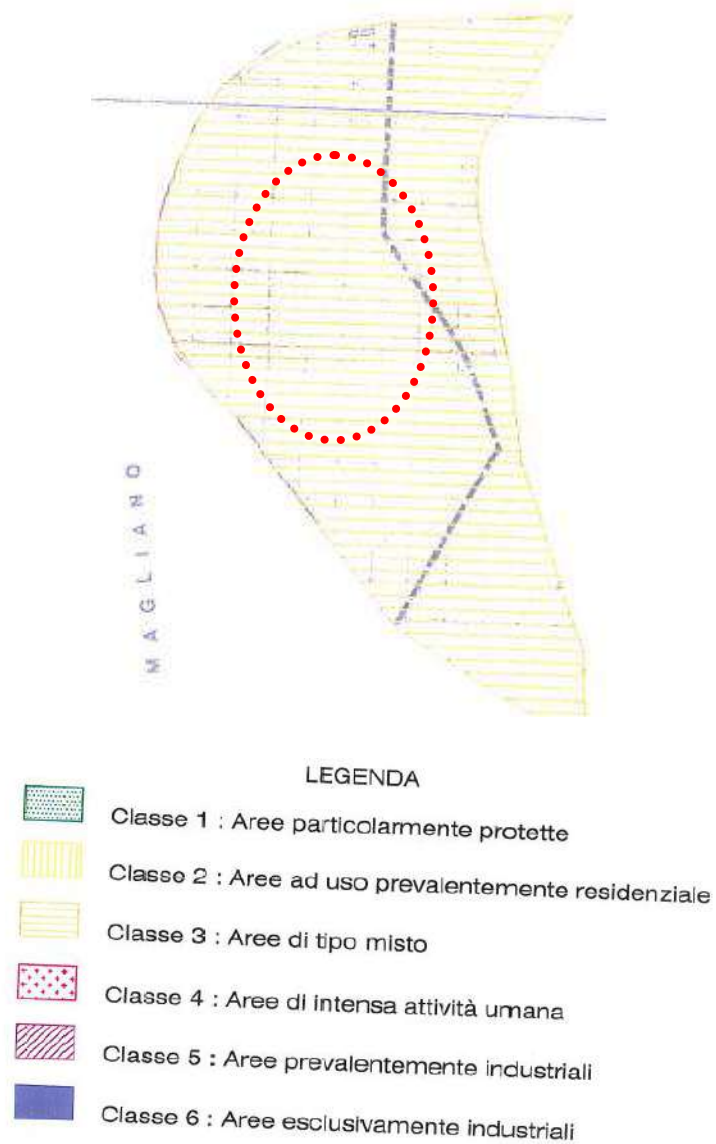 MAGLIANO
LEGENDA
Classe 1 : Aree particolarmente protette
Classe 2 : Aree ad uso prevalentemente residenziale
Classe 3 : Aree di tipo misto
Classe 4 : Aree di intensa attività umana
Classe 5 : Aree prevalentemente industriali
Classe 6 : Aree esclusivamente industriali